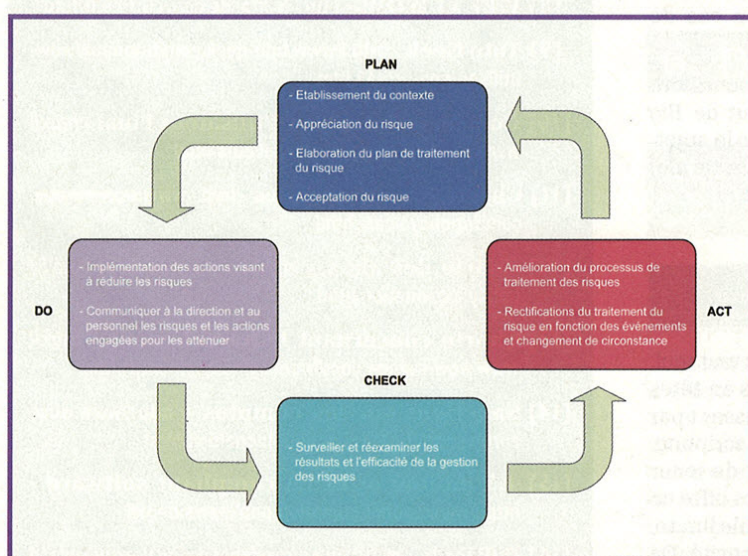 PLAN
- Etablissement du contexte
- Appréciation du risque
- Elaboration du plan de traitement
du risque
- Acceptation du risque
DO
- Implémentation des actions visant
à réduire les risques
- Communiquer à la direction et au
personnel les risques et les actions
engagées pour les atténuer
- Amélioration du processus de
traitement des risques
- Rectifications du traitement du
risque en fonction des événements
et changement de circonstance
ACT
CHECK
- Surveiller et réexaminer les
résultats et l'efficacité de la gestion
des risques